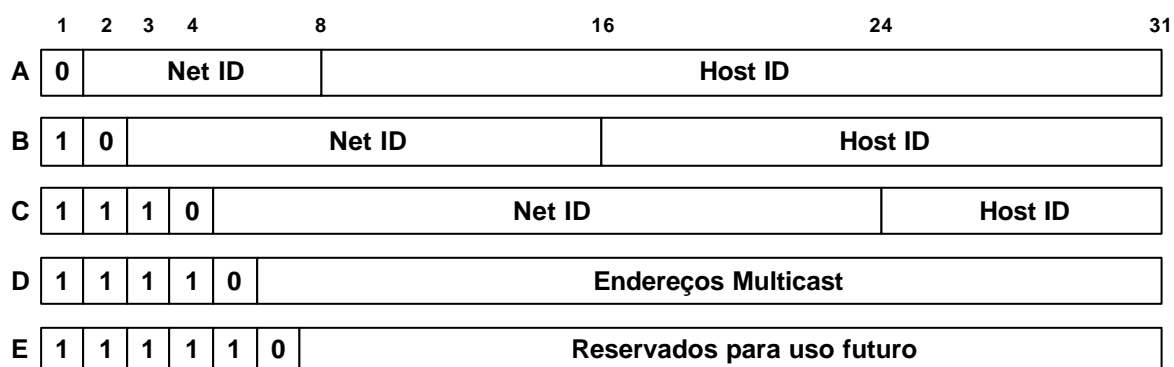 1 2 3 4 8 16 24 31
A 0 Net ID Host ID
B 1 0 Net ID Host ID
C 1 1 1 0 Net ID Host ID
D 1 1 1 1 0 Endereços Multicast
E 1 1 1 1 1 0 Reservados para uso futuro